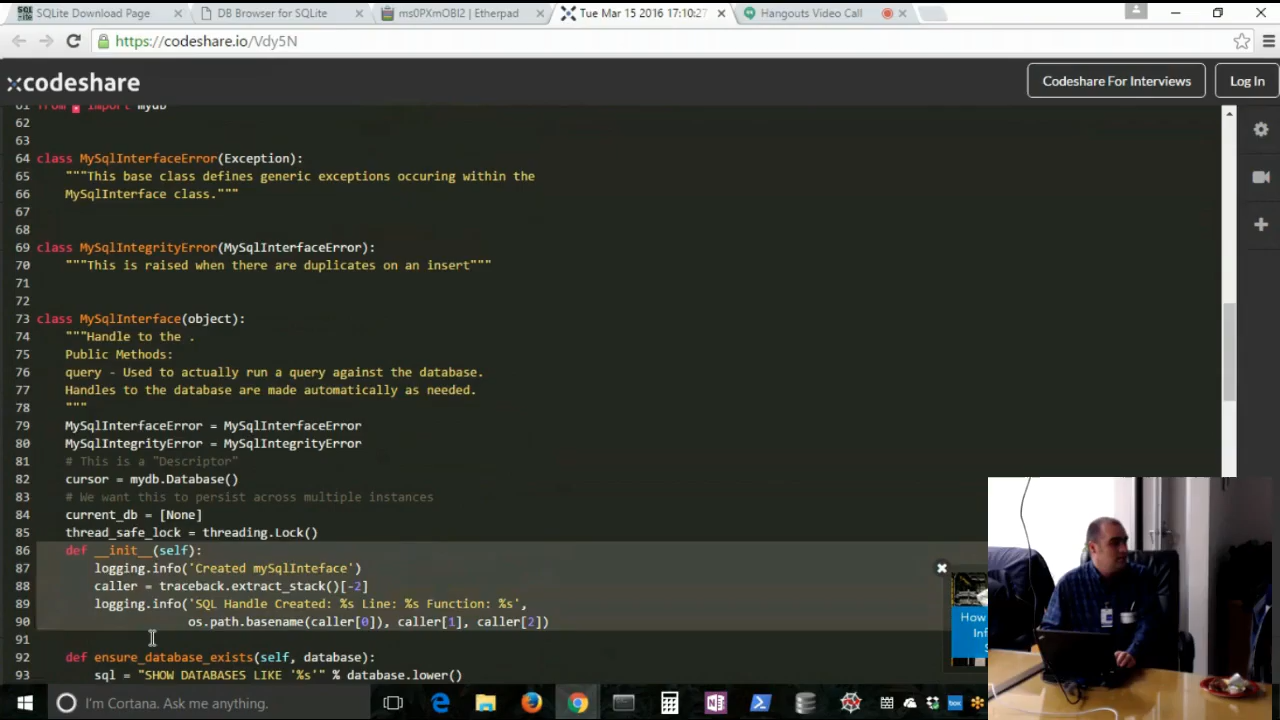 SQLite Download Page
DB Browser for SQLite
ms0PXmOBI2 | Etherpad
Tue Mar 15 2016 17:10:27
Hangouts Video Call
https://codeshare.io/Vdy5N
codeshare
Codeshare For Interviews
Log In
61 from . import mydb
62
63
64 class MySqlInterfaceError(Exception):
65 """This base class defines generic exceptions occuring within the
66 MySqlInterface class."""
67
68
69 class MySqlIntegrityError(MySqlInterfaceError):
70 """This is raised when there are duplicates on an insert"""
71
72
73 class MySqlInterface(object):
74 """Handle to the .
75 Public Methods:
76 query - Used to actually run a query against the database.
77 Handles to the database are made automatically as needed.
78 """
79 MySqlInterfaceError = MySqlInterfaceError
80 MySqlIntegrityError = MySqlIntegrityError
81 # This is a "Descriptor"
82 cursor = mydb.Database()
83 # We want this to persist across multiple instances
84 current_db = [None]
85 thread_safe_lock = threading.Lock()
86 def __init__(self):
87 logging.info('Created mySqlInteface')
88 caller = traceback.extract_stack()[-2]
89 logging.info('SQL Handle Created: %s Line: %s Function: %s',
90 os.path.basename(caller[0]), caller[1], caller[2])
91
92 def ensure_database_exists(self, database):
93 sql = "SHOW DATABASES LIKE '%s'" % database.lower()
How
Inf
I'm Cortana. Ask me anything.